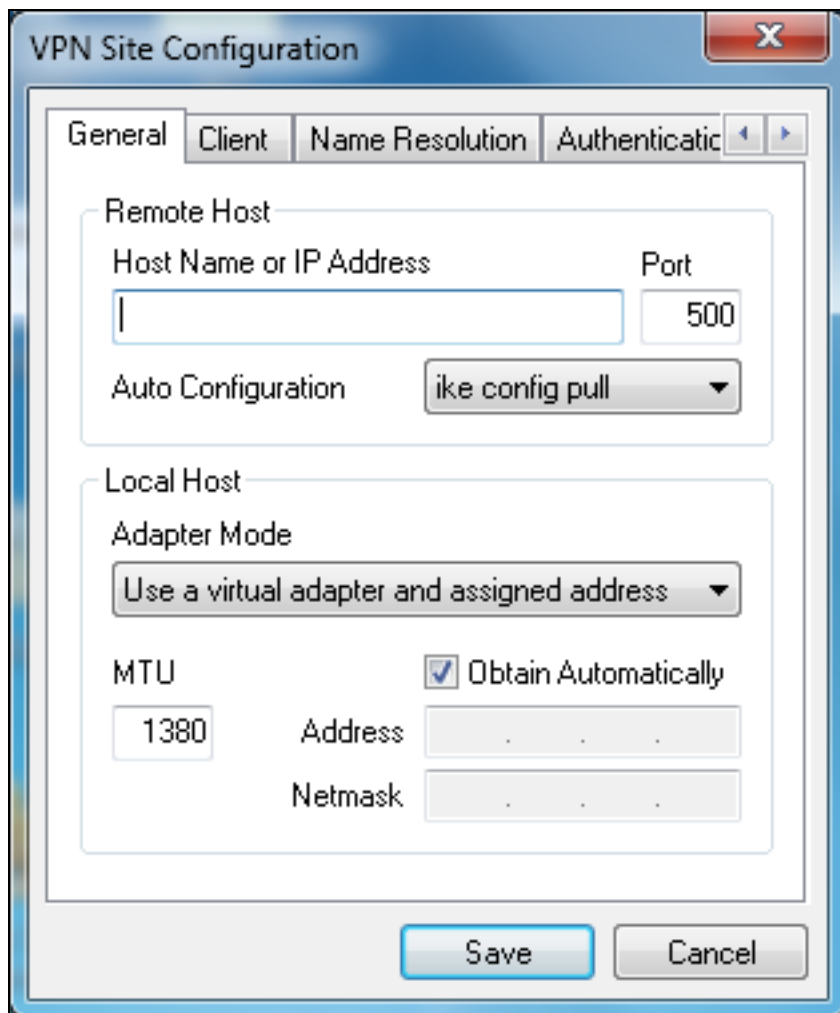 VPN Site Configuration
General Client Name Resolution Authenticatic
Remote Host
Host Name or IP Address Port
500
Auto Configuration ike config pull
Local Host
Adapter Mode
Use a virtual adapter and assigned address
MTU Obtain Automatically
1380 Address . . .
Netmask . . .
Save Cancel